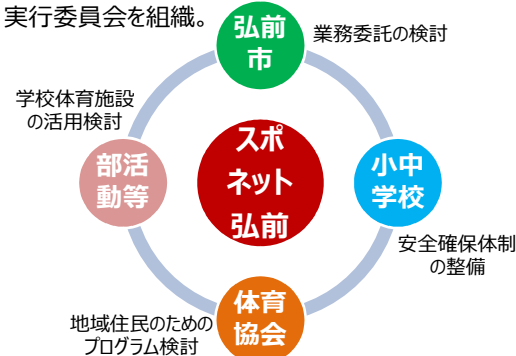 実行委員会を組織。
弘前
市
業務委託の検討
学校体育施設
の活用検討
部活
動等
スポ
ネット
弘前
小中
学校
安全確保体制
の整備
体育
協会
地域住民のための
プログラム検討